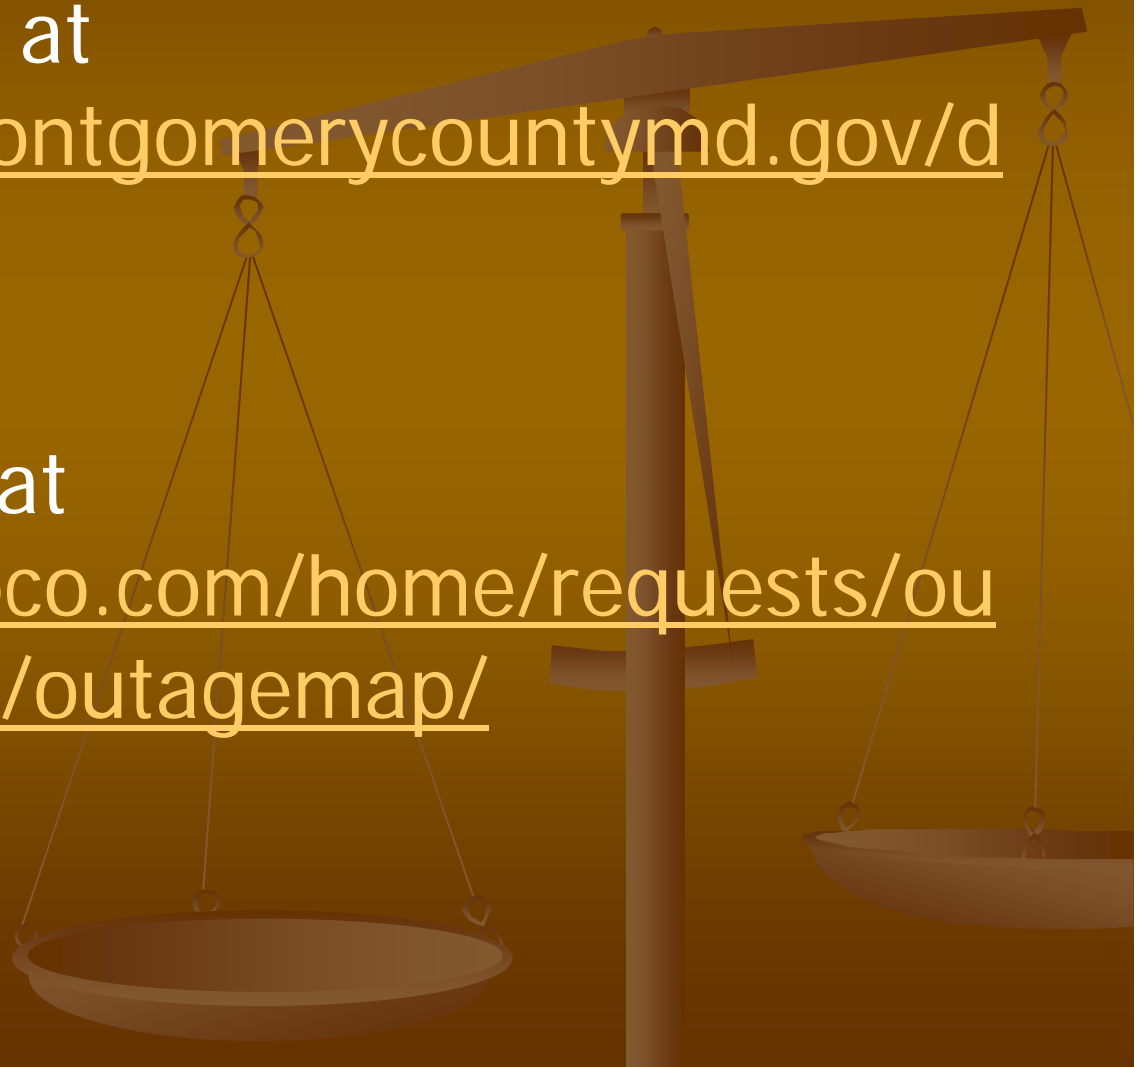 at
ontgomerycountymd.gov/d
at
co.com/home/requests/ou
/outagemap/